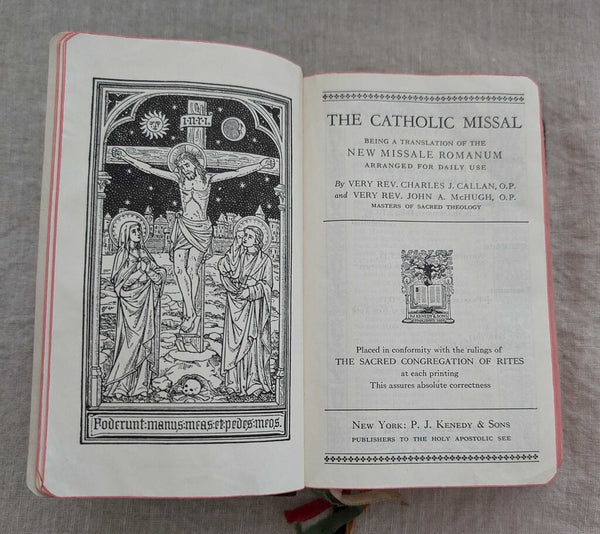 I·N·R·I·
Foderunt:manus:meas:et:pedes:meos.
THE CATHOLIC MISSAL
BEING A TRANSLATION OF THE
NEW MISSALE ROMANUM
ARRANGED FOR DAILY USE
By VERY REV. CHARLES J. CALLAN, O.P.
and VERY REV. JOHN A. McHUGH, O.P.
MASTERS OF SACRED THEOLOGY
P.J. KENEDY & SONS
Placed in conformity with the rulings of
THE SACRED CONGREGATION OF RITES
at each printing
This assures absolute correctness
NEW YORK: P. J. KENEDY & SONS
PUBLISHERS TO THE HOLY APOSTOLIC SEE